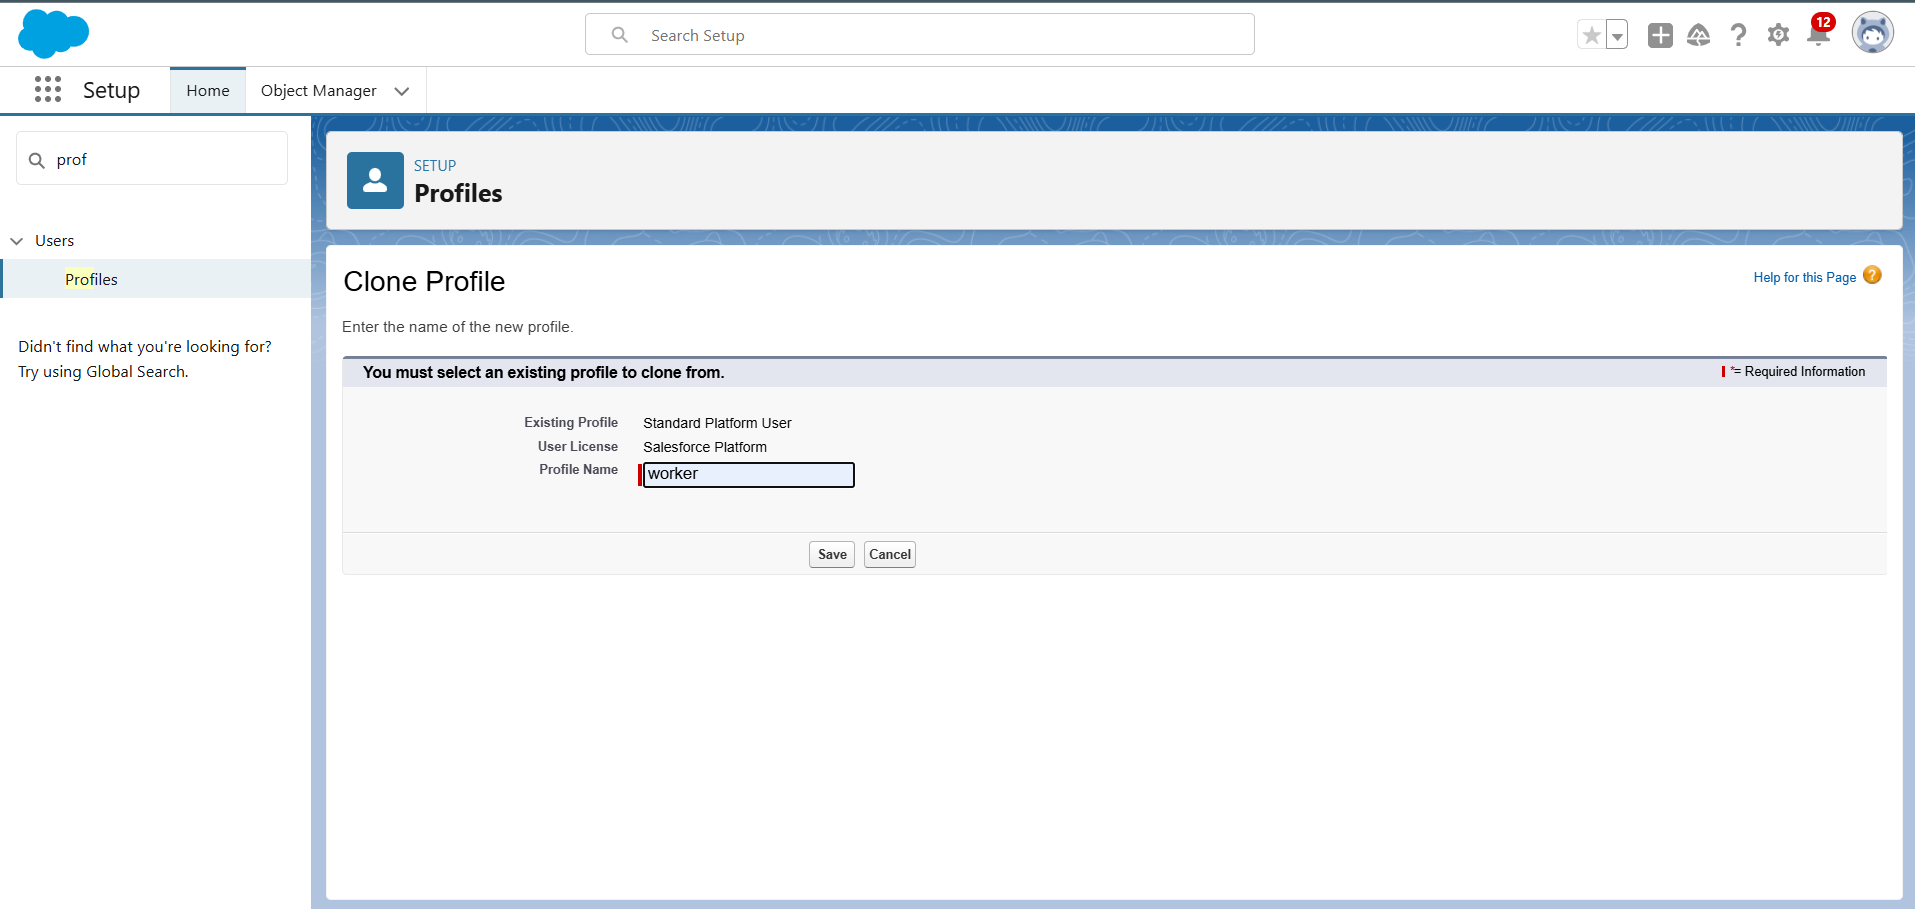 Search Setup
12
Setup
Home
Object Manager
prof
Users
Profiles
Didn't find what you're looking for?
Try using Global Search.
SETUP
Profiles
Clone Profile
Help for this Page ?
Enter the name of the new profile.
You must select an existing profile to clone from.
*= Required Information
Existing Profile Standard Platform User
User License Salesforce Platform
Profile Name worker
Save Cancel